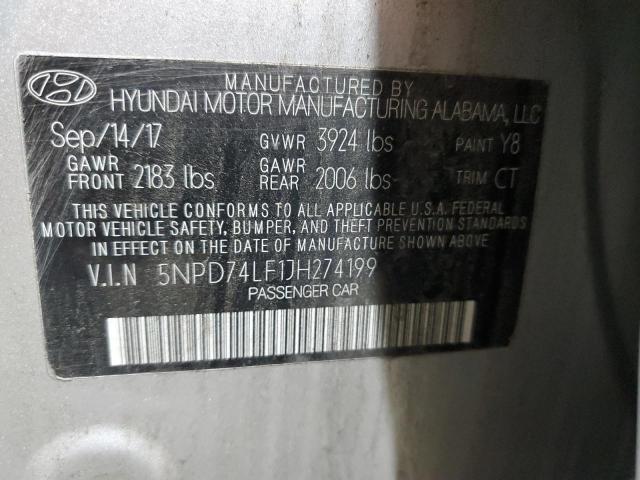 MANUFACTURED BY
HYUNDAI MOTOR MANUFACTURING ALABAMA, LLC
Sep/14/17 GVWR 3924 lbs PAINT Y8
GAWR FRONT 2183 lbs GAWR REAR 2006 lbs TRIM CT
THIS VEHICLE CONFORMS TO ALL APPLICABLE U.S.A. FEDERAL
MOTOR VEHICLE SAFETY, BUMPER, AND THEFT PREVENTION STANDARDS
IN EFFECT ON THE DATE OF MANUFACTURE SHOWN ABOVE.
V.I.N 5NPD74LF1JH274199
PASSENGER CAR